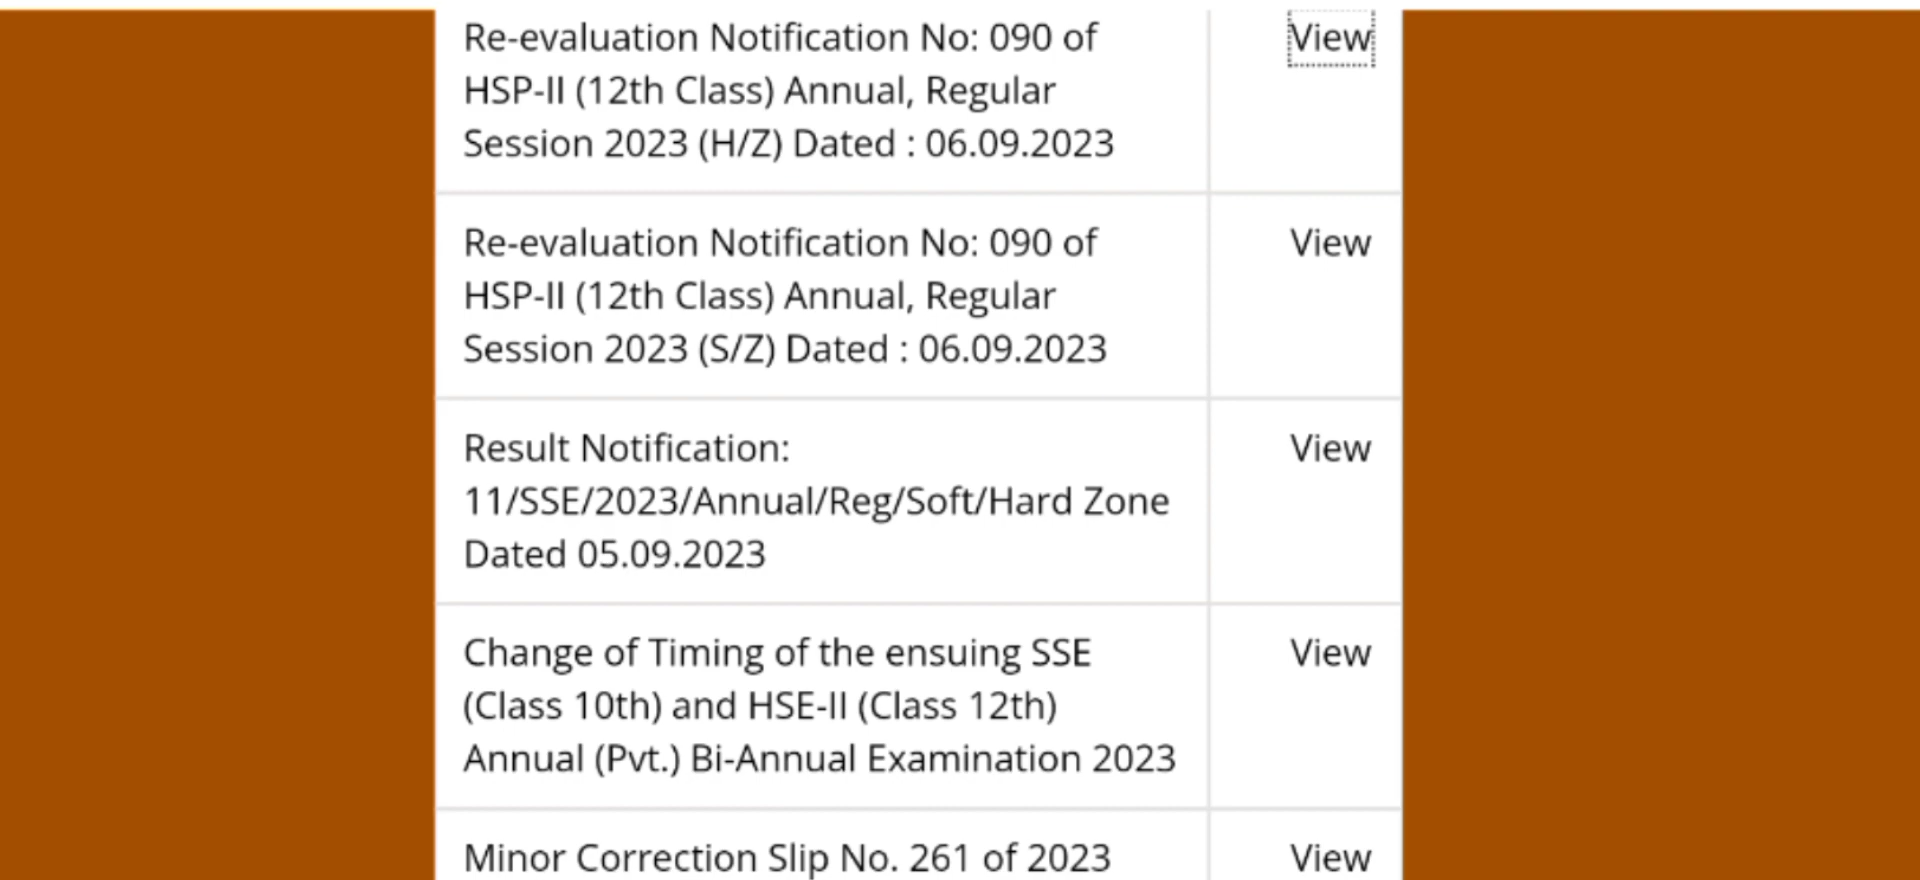 Re-evaluation Notification No: 090 of
HSP-II (12th Class) Annual, Regular
Session 2023 (H/Z) Dated : 06.09.2023
View
Re-evaluation Notification No: 090 of
HSP-II (12th Class) Annual, Regular
Session 2023 (S/Z) Dated : 06.09.2023
View
Result Notification:
11/SSE/2023/Annual/Reg/Soft/Hard Zone
Dated 05.09.2023
View
Change of Timing of the ensuing SSE
(Class 10th) and HSE-II (Class 12th)
Annual (Pvt.) Bi-Annual Examination 2023
View
Minor Correction Slip No. 261 of 2023
View